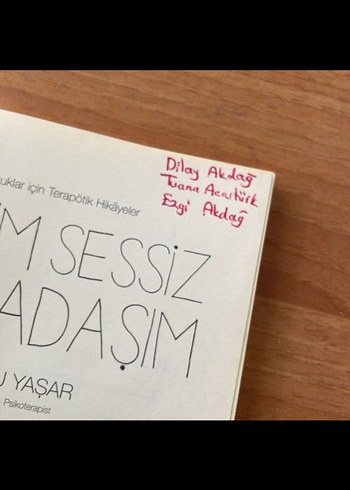 Dilay Akdağ
Tuana Acartürk
Ezgi Akdağ
uklar için Terapötik Hikâyeler
İM SESSİZ
ADAŞIM
U YAŞAR
Psikoterapist